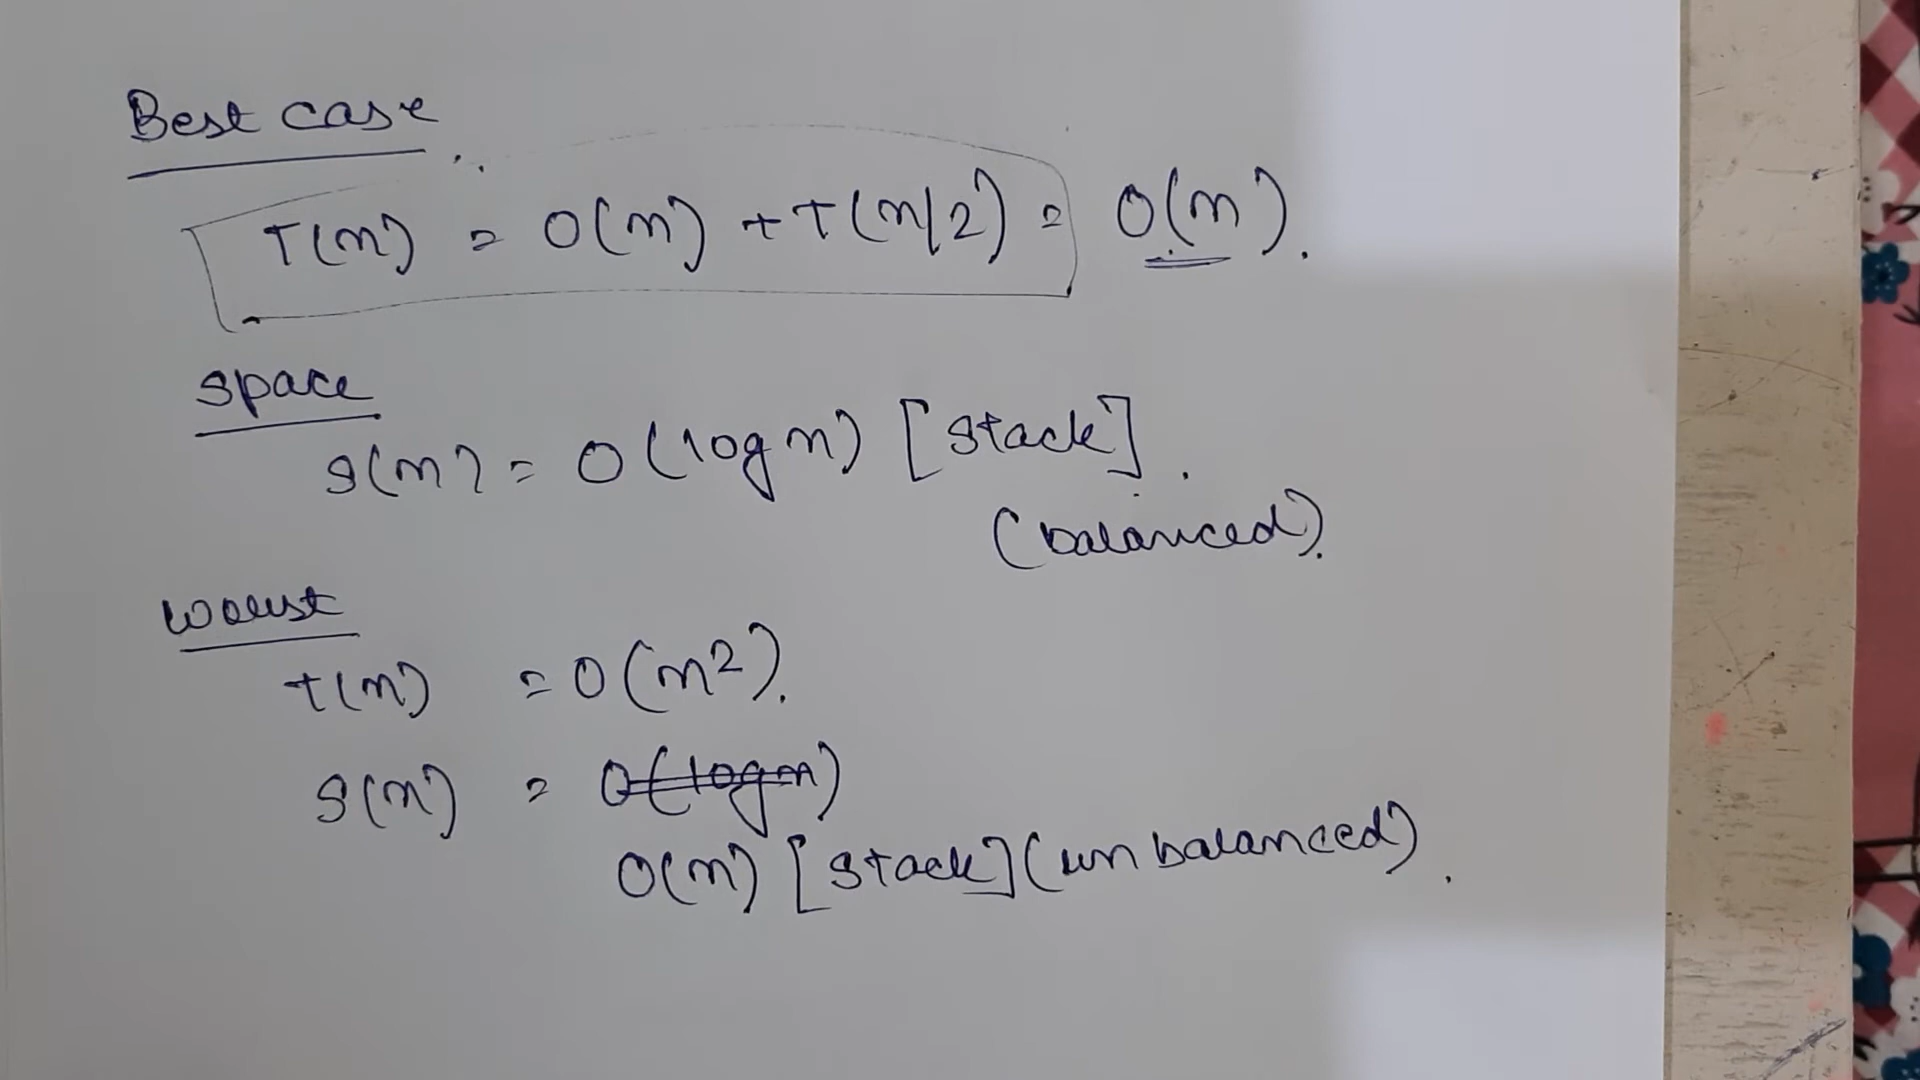 Best case
T(n) = O(n) + T(n/2) = O(n).
Space
S(n) = O(log n) [stack].
(balanced).
Worst
T(n) = O(n²).
S(n) = O(log n)
O(n) [stack] (unbalanced).